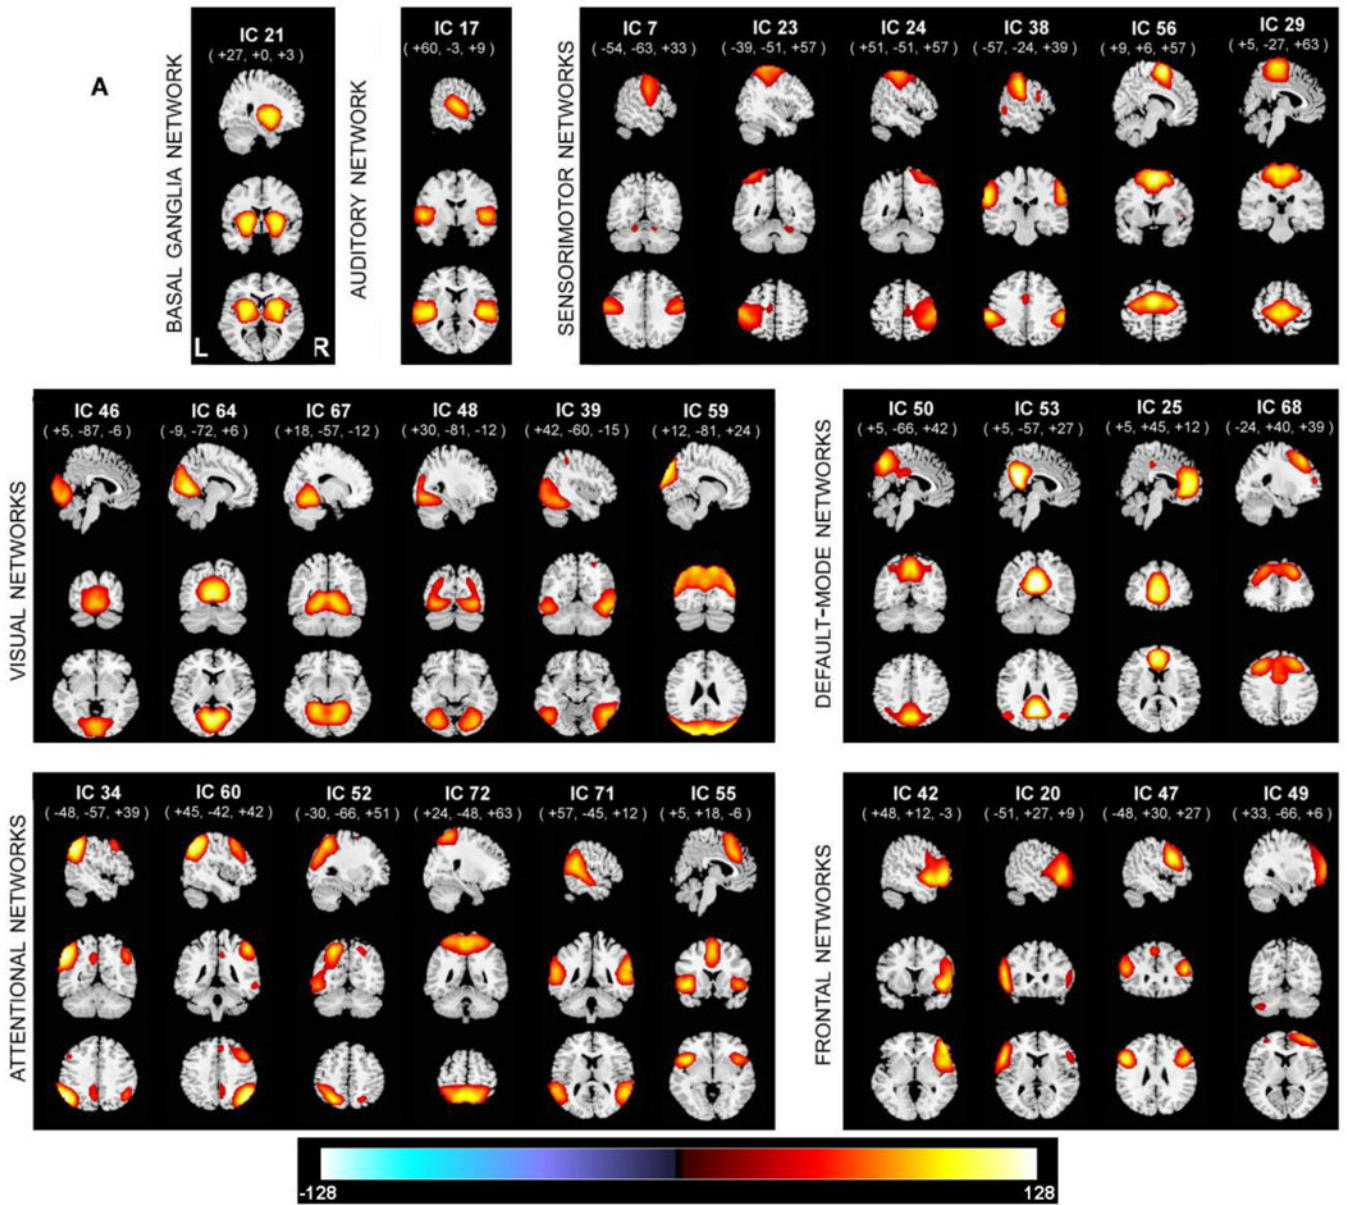 A
BASAL GANGLIA NETWORK
IC 21
( +27, +0, +3 )
L
R
AUDITORY NETWORK
IC 17
( +60, -3, +9 )
SENSORIMOTOR NETWORKS
IC 7
( -54, -63, +33 )
IC 23
( -39, -51, +57 )
IC 24
( +51, -51, +57 )
IC 38
( -57, -24, +39 )
IC 56
( +9, +6, +57 )
IC 29
( +5, -27, +63 )
VISUAL NETWORKS
IC 46
( +5, -87, -6 )
IC 64
( -9, -72, +6 )
IC 67
( +18, -57, -12 )
IC 48
( +30, -81, -12 )
IC 39
( +42, -60, -15 )
IC 59
( +12, -81, +24 )
DEFAULT-MODE NETWORKS
IC 50
( +5, -66, +42 )
IC 53
( +5, -57, +27 )
IC 25
( +5, +45, +12 )
IC 68
( -24, +40, +39 )
ATTENTIONAL NETWORKS
IC 34
( -48, -57, +39 )
IC 60
( +45, -42, +42 )
IC 52
( -30, -66, +51 )
IC 72
( +24, -48, +63 )
IC 71
( +57, -45, +12 )
IC 55
( +5, +18, -6 )
FRONTAL NETWORKS
IC 42
( +48, +12, -3 )
IC 20
( -51, +27, +9 )
IC 47
( -48, +30, +27 )
IC 49
( +33, -66, +6 )
-128
128